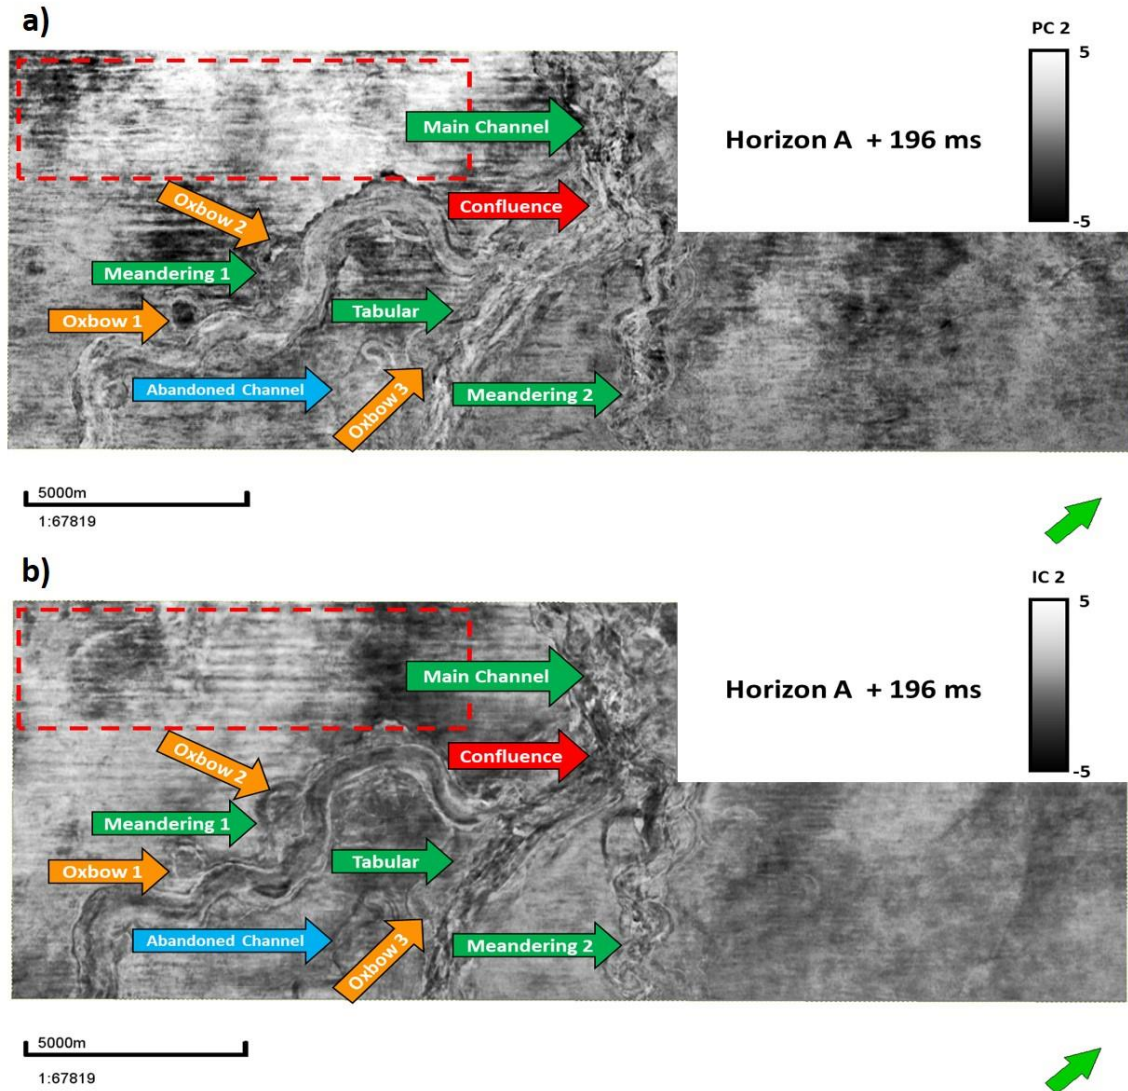 a)
PC 2
5
-5
Main Channel
Horizon A + 196 ms
Confluence
Oxbow 2
Meandering 1
Tabular
Oxbow 1
Abandoned Channel
Oxbow 3
Meandering 2
5000m
1:67819
b)
IC 2
5
-5
Main Channel
Horizon A + 196 ms
Confluence
Oxbow 2
Meandering 1
Tabular
Oxbow 1
Abandoned Channel
Oxbow 3
Meandering 2
5000m
1:67819